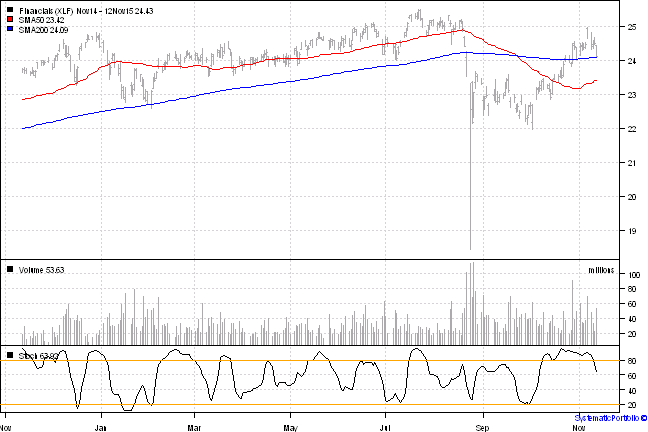 Financials (XLF) Nov14 - 12Nov15 24.43
SMA50 23.42
SMA200 24.09
25
24
23
22
21
20
19
Volume 53.63
millions
100
80
60
40
20
Stoch 63.92
80
60
40
20
SystematicPortfolio ©
Nov
Jan
Mar
May
Jul
Sep
Nov